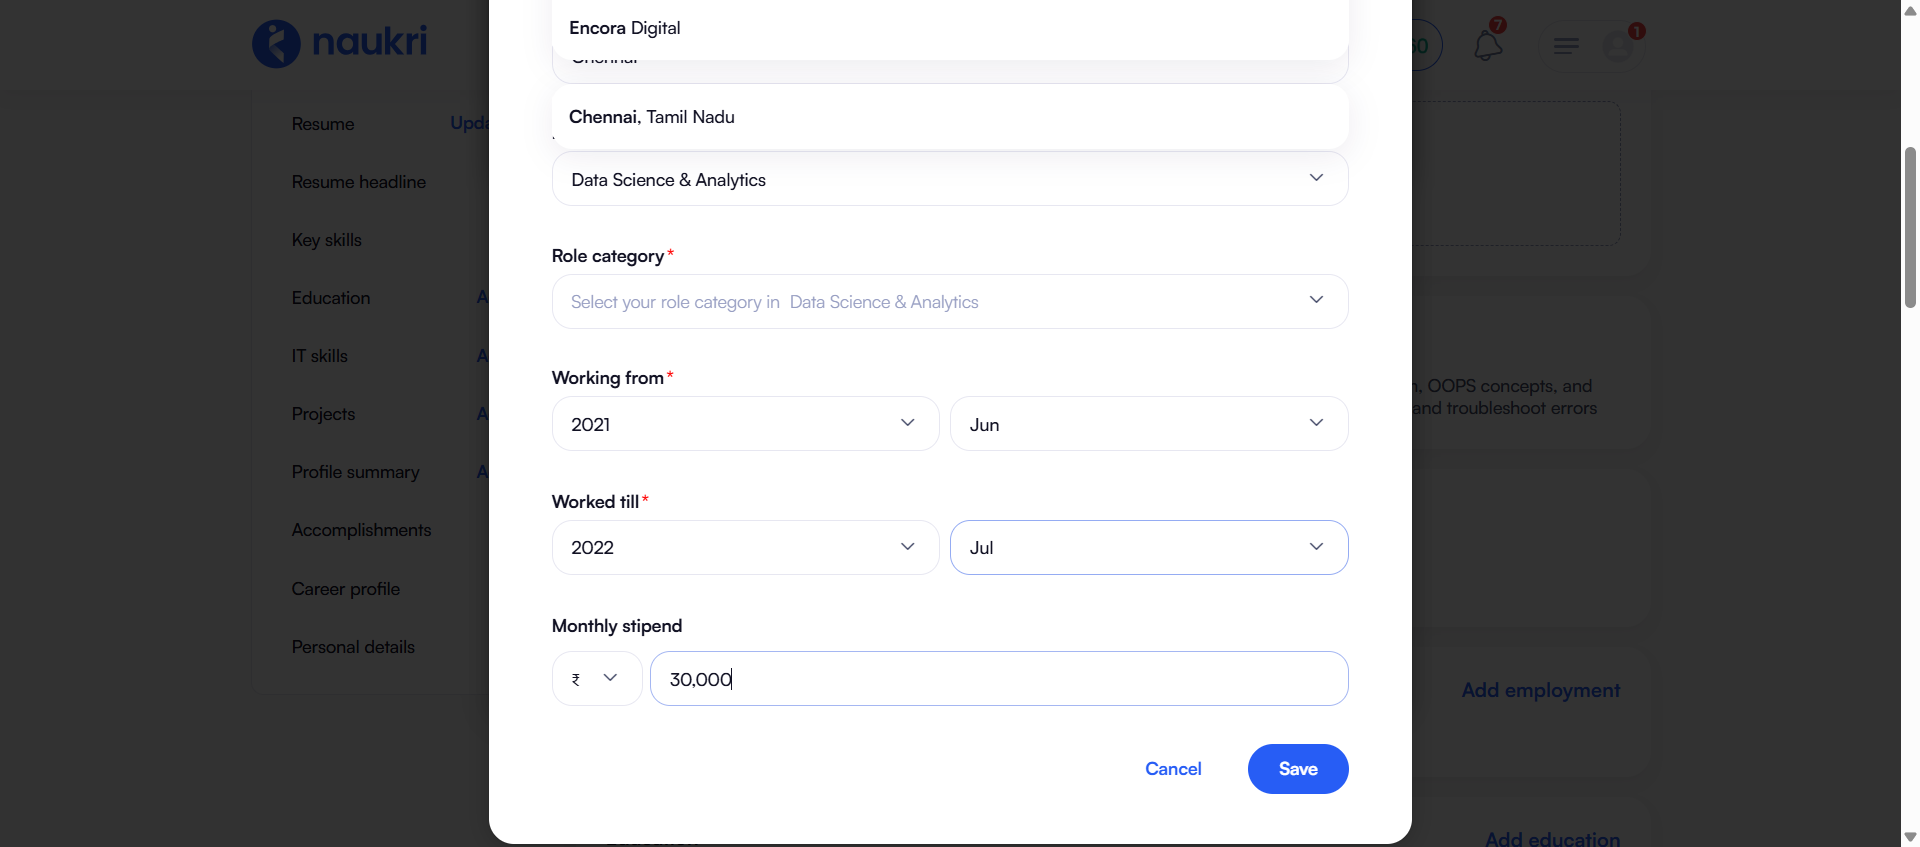 naukri
Encora Digital
Chennai
Chennai, Tamil Nadu
60
7
1
Resume
Resume headline
Key skills
Education
IT skills
Projects
Profile summary
Accomplishments
Career profile
Personal details
Data Science & Analytics
Role category*
Select your role category in Data Science & Analytics
Working from*
2021
Jun
Worked till*
2022
Jul
Monthly stipend
₹
30,000
Cancel
Save
OOPS concepts, and
and troubleshoot errors
Add employment
Add education